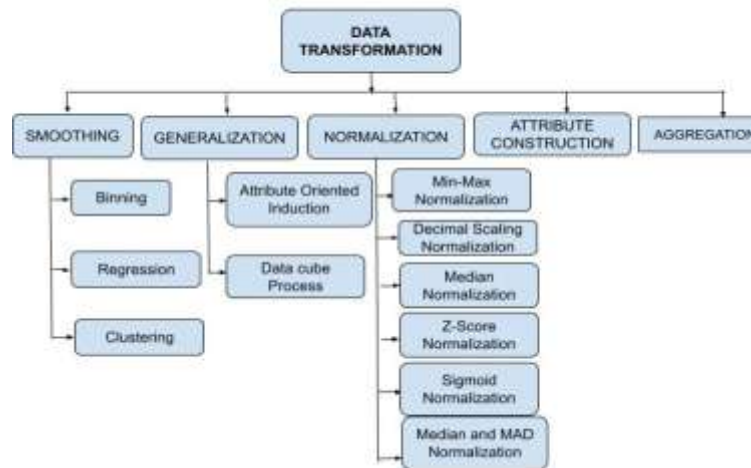 DATA
TRANSFORMATION
SMOOTHING
GENERALIZATION
NORMALIZATION
ATTRIBUTE
CONSTRUCTION
AGGREGATION
Binning
Regression
Clustering
Attribute Oriented
Induction
Data cube
Process
Min-Max
Normalization
Decimal Scaling
Normalization
Median
Normalization
Z-Score
Normalization
Sigmoid
Normalization
Median and MAD
Normalization